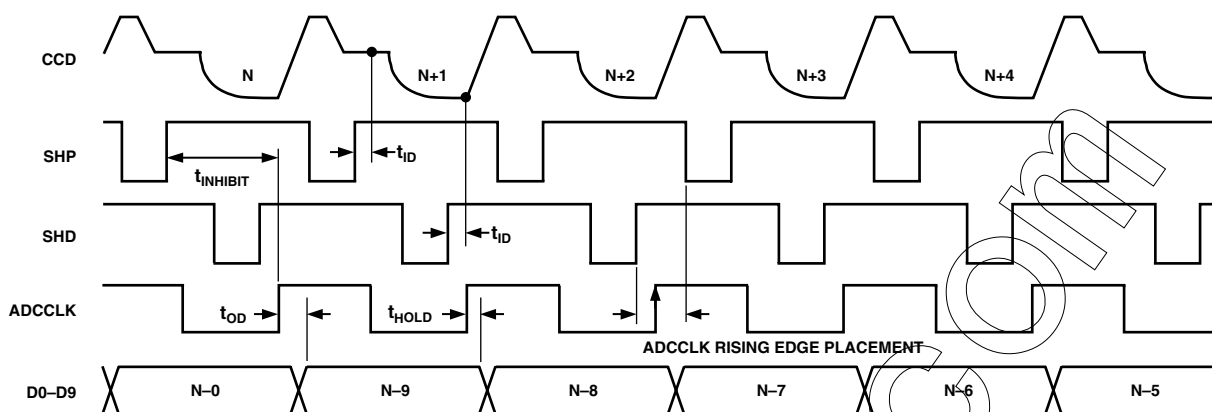 CCD
N
N+1
N+2
N+3
N+4
SHP
tINHIBIT
tID
SHD
tID
ADCCLK
tOD
tHOLD
ADCCLK RISING EDGE PLACEMENT
D0–D9
N–0
N–9
N–8
N–7
N–6
N–5
com